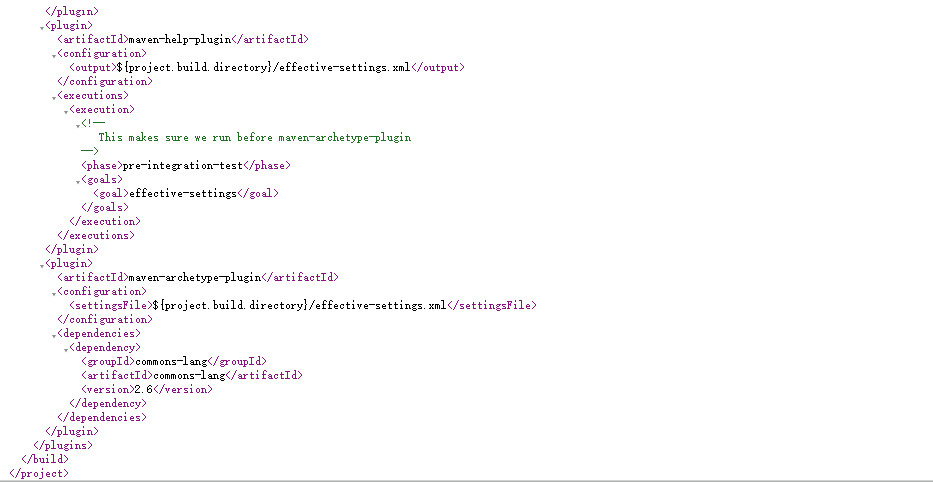 </plugin>
<plugin>
<artifactId>maven-help-plugin</artifactId>
<configuration>
<output>${project.build.directory}/effective-settings.xml</output>
</configuration>
<executions>
<execution>
<!--
This makes sure we run before maven-archetype-plugin
-->
<phase>pre-integration-test</phase>
<goals>
<goal>effective-settings</goal>
</goals>
</execution>
</executions>
</plugin>
<plugin>
<artifactId>maven-archetype-plugin</artifactId>
<configuration>
<settingsFile>${project.build.directory}/effective-settings.xml</settingsFile>
</configuration>
<dependencies>
<dependency>
<groupId>commons-lang</groupId>
<artifactId>commons-lang</artifactId>
<version>2.6</version>
</dependency>
</dependencies>
</plugin>
</plugins>
</build>
</project>